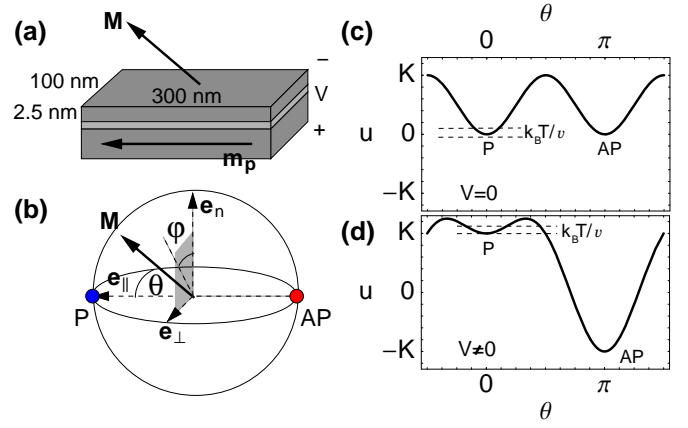 (a)
M
100 nm
300 nm
2.5 nm
−
V
+
m_p
(b)
M
e_n
φ
e_∥
θ
P
AP
e_⊥
(c)
θ
0
π
K
u
0
−K
k_BT/v
P
AP
V=0
(d)
K
u
0
−K
k_BT/v
P
V≠0
AP
0
π
θ